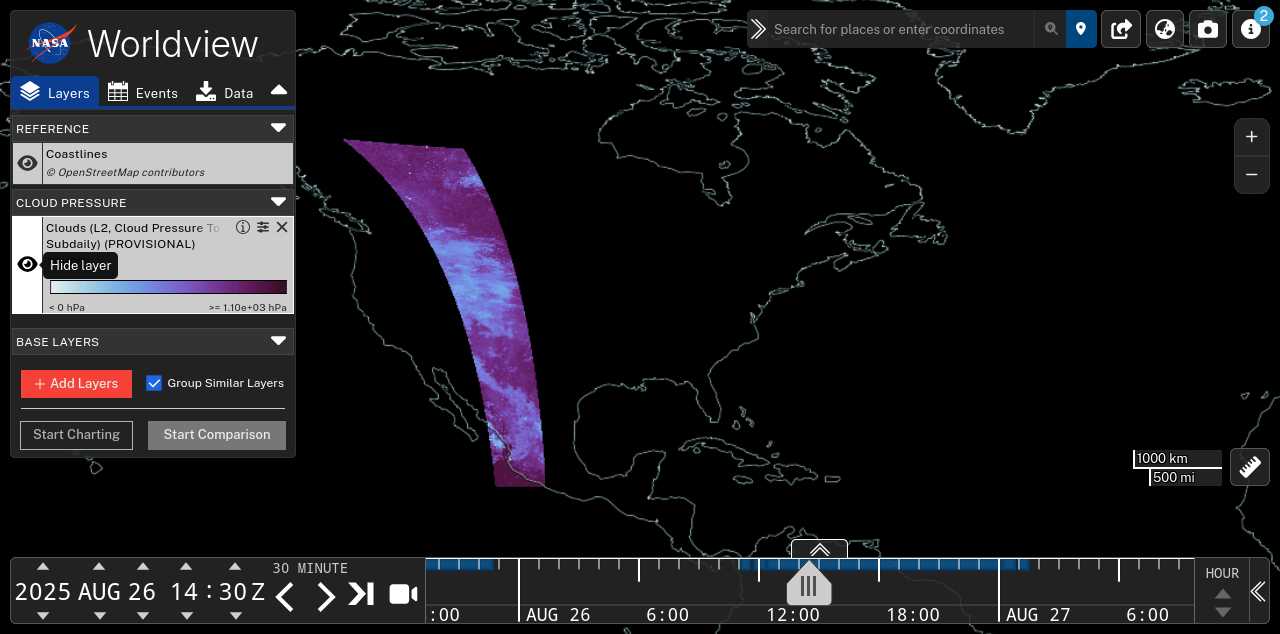 NASA Worldview
Search for places or enter coordinates
2
Layers Events Data
REFERENCE
Coastlines
© OpenStreetMap contributors
CLOUD PRESSURE
Clouds (L2, Cloud Pressure To
Subdaily) (PROVISIONAL)
Hide layer
< 0 hPa >= 1.10e+03 hPa
BASE LAYERS
+ Add Layers Group Similar Layers
Start Charting Start Comparison
+
−
1000 km
500 mi
30 MINUTE
2025 AUG 26 14 : 30 Z
:00 AUG 26 6:00 12:00 18:00 AUG 27 6:00
HOUR